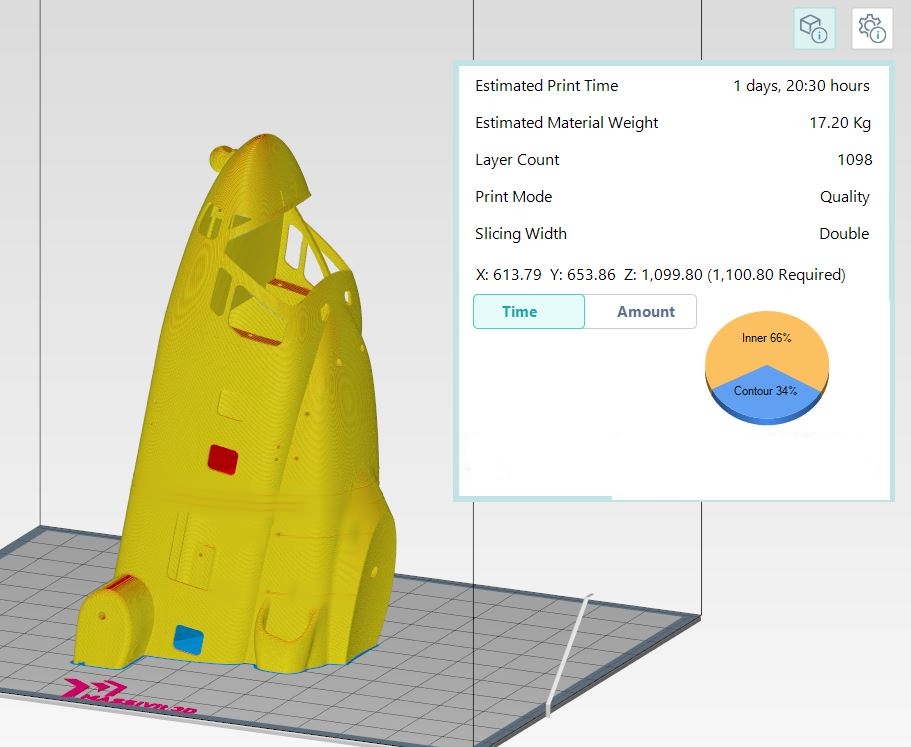 Estimated Print Time 1 days, 20:30 hours
Estimated Material Weight 17.20 Kg
Layer Count 1098
Print Mode Quality
Slicing Width Double
X: 613.79 Y: 653.86 Z: 1,099.80 (1,100.80 Required)
Time Amount
Inner 66%
Contour 34%
MASSIVit 3D